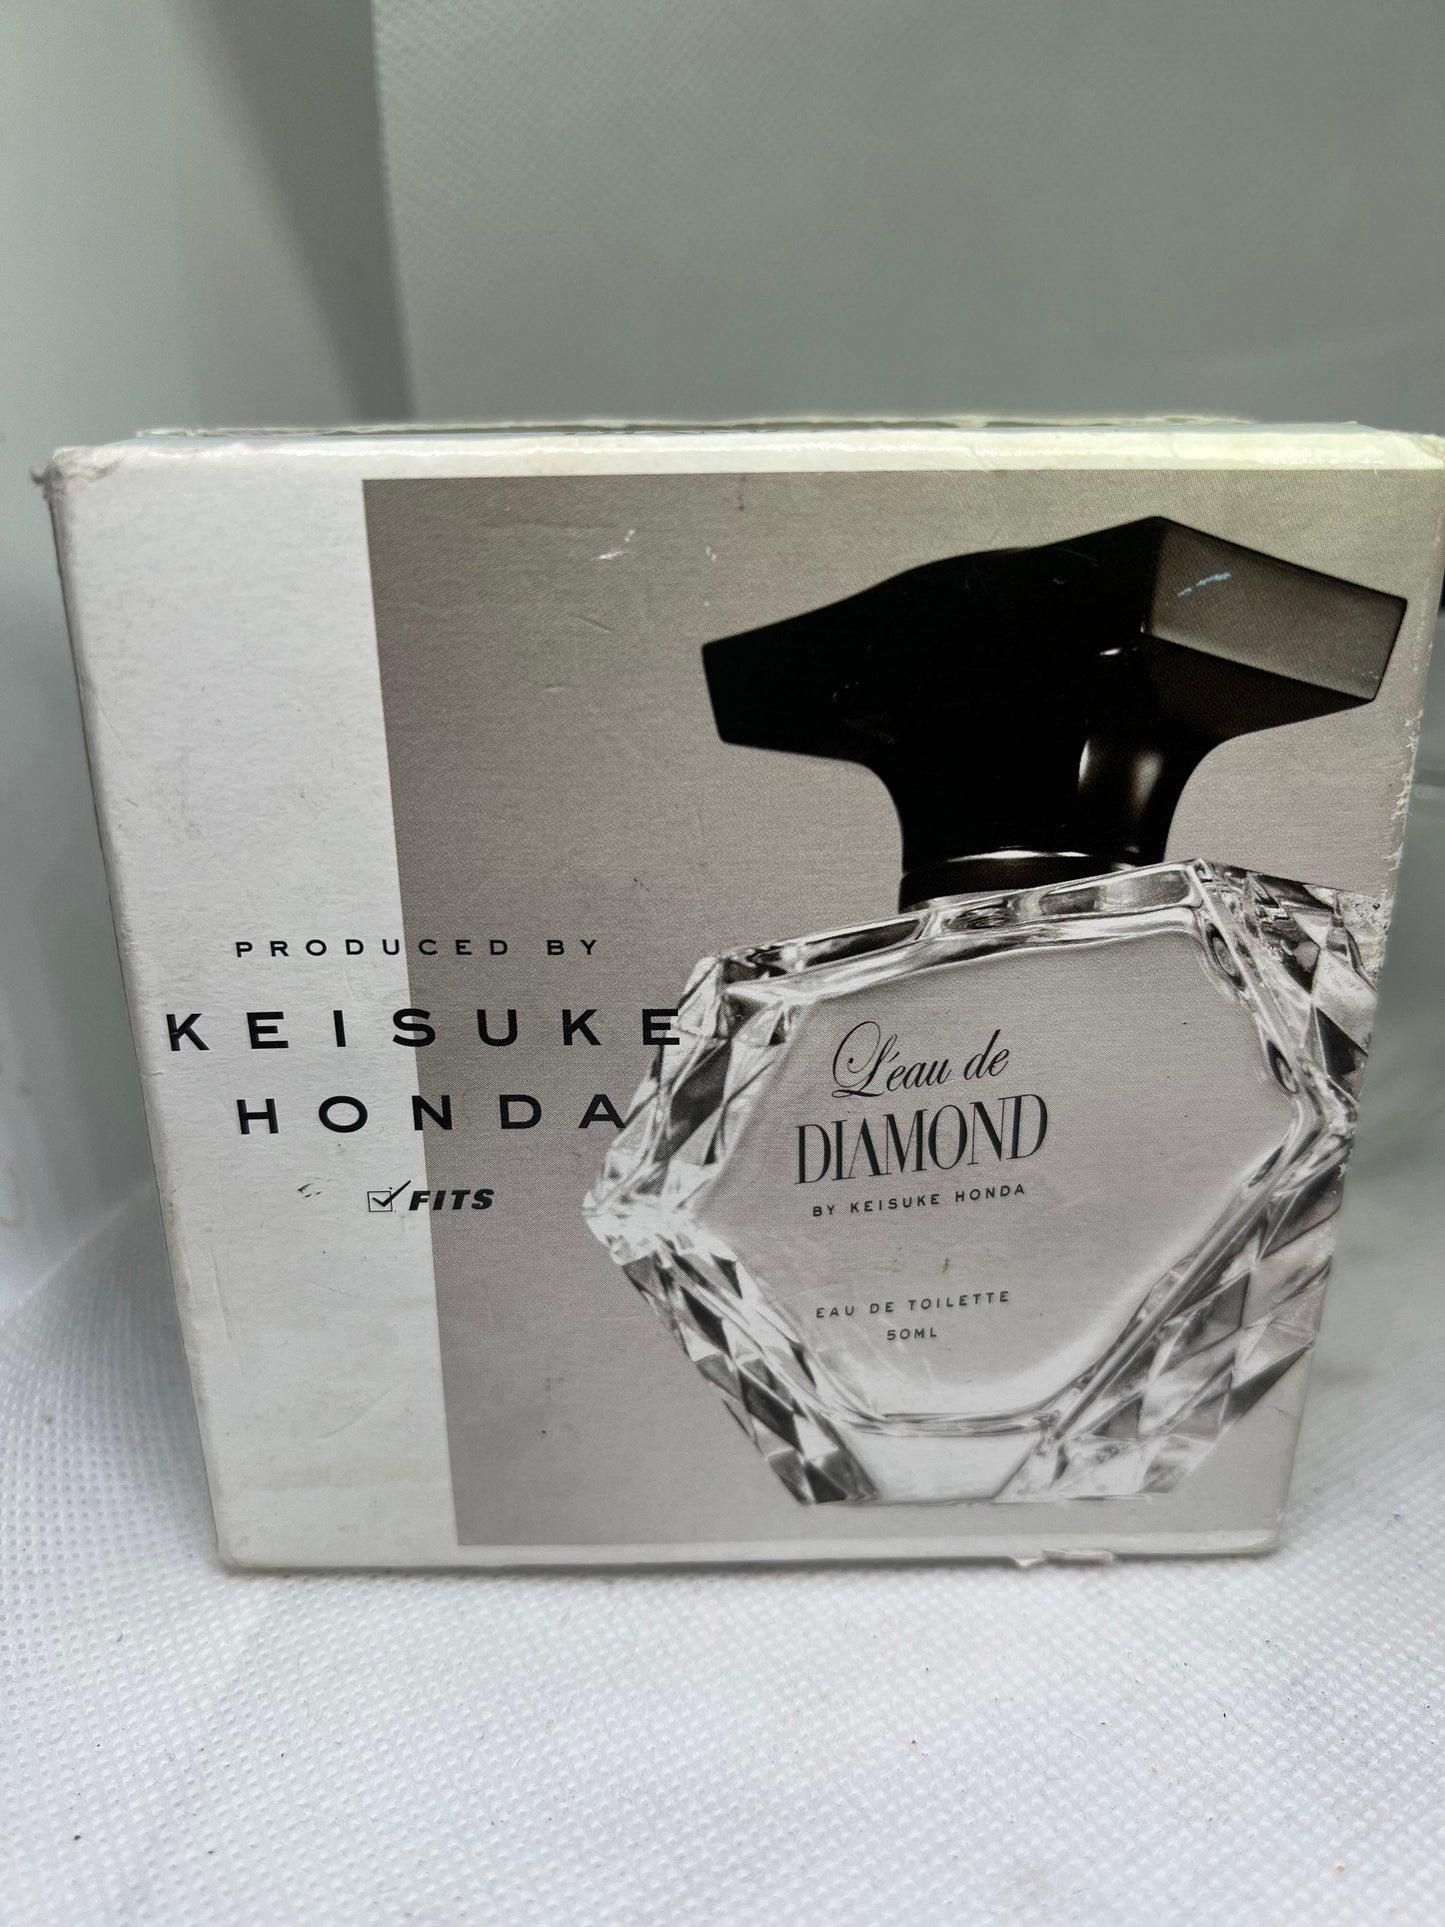 PRODUCED BY
KEISUKE
HONDA
FITS
L'eau de
DIAMOND
BY KEISUKE HONDA
EAU DE TOILETTE
50ML